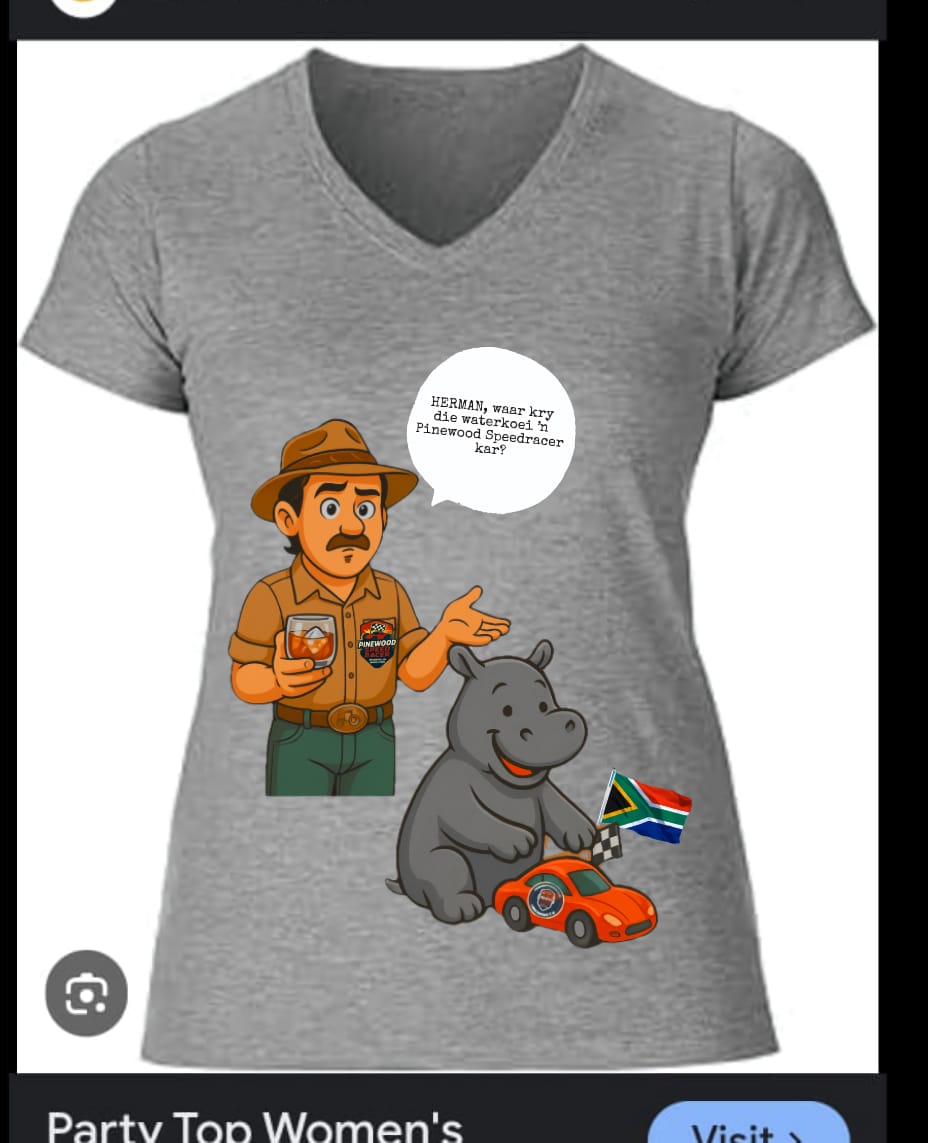 HERMAN, waar kry
die waterkoei 'n
Pinewood Speedracer
kar?
PINEWOOD
SPEED
RACER
Party Top Women's
Visit >